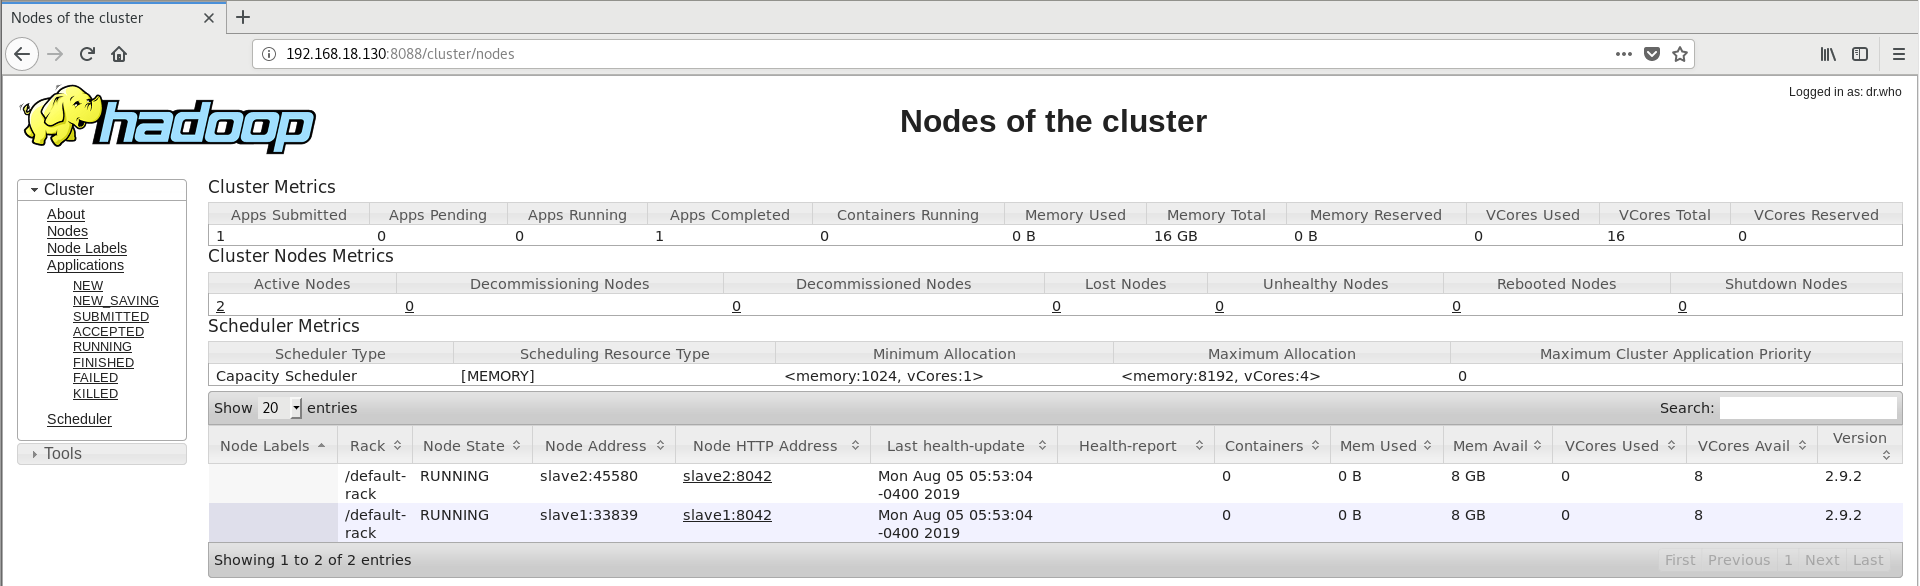 Nodes of the cluster
192.168.18.130:8088/cluster/nodes
hadoop
Logged in as: dr.who
Nodes of the cluster
Cluster
About
Nodes
Node Labels
Applications
NEW
NEW_SAVING
SUBMITTED
ACCEPTED
RUNNING
FINISHED
FAILED
KILLED
Scheduler
Tools
Cluster Metrics
Apps Submitted Apps Pending Apps Running Apps Completed Containers Running Memory Used Memory Total Memory Reserved VCores Used VCores Total VCores Reserved
1 0 0 1 0 0 B 16 GB 0 B 0 16 0
Cluster Nodes Metrics
Active Nodes Decommissioning Nodes Decommissioned Nodes Lost Nodes Unhealthy Nodes Rebooted Nodes Shutdown Nodes
2 0 0 0 0 0 0
Scheduler Metrics
Scheduler Type Scheduling Resource Type Minimum Allocation Maximum Allocation Maximum Cluster Application Priority
Capacity Scheduler [MEMORY] <memory:1024, vCores:1> <memory:8192, vCores:4> 0
Show 20 entries Search:
Node Labels Rack Node State Node Address Node HTTP Address Last health-update Health-report Containers Mem Used Mem Avail VCores Used VCores Avail Version
/default- RUNNING slave2:45580 slave2:8042 Mon Aug 05 05:53:04 0 0 B 8 GB 0 8 2.9.2
rack -0400 2019
/default- RUNNING slave1:33839 slave1:8042 Mon Aug 05 05:53:04 0 0 B 8 GB 0 8 2.9.2
rack -0400 2019
Showing 1 to 2 of 2 entries First Previous 1 Next Last